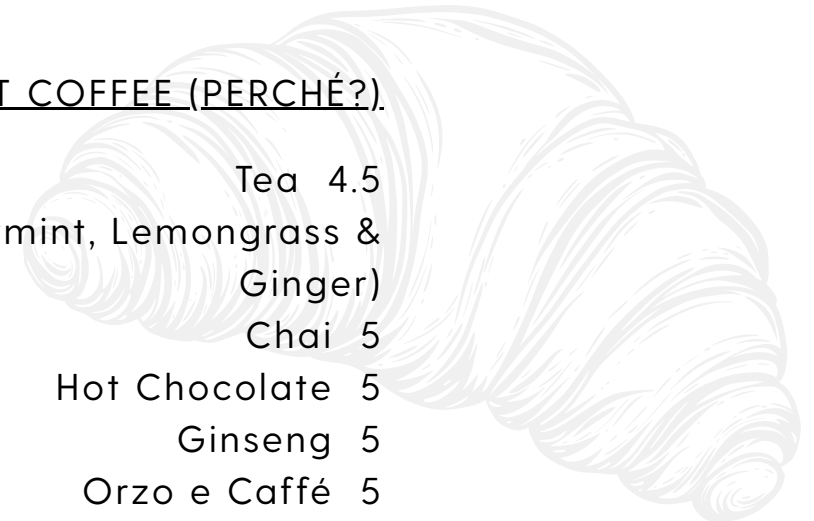 T COFFEE (PERCHÉ?)
Tea 4.5
mint, Lemongrass &
Ginger)
Chai 5
Hot Chocolate 5
Ginseng 5
Orzo e Caffé 5